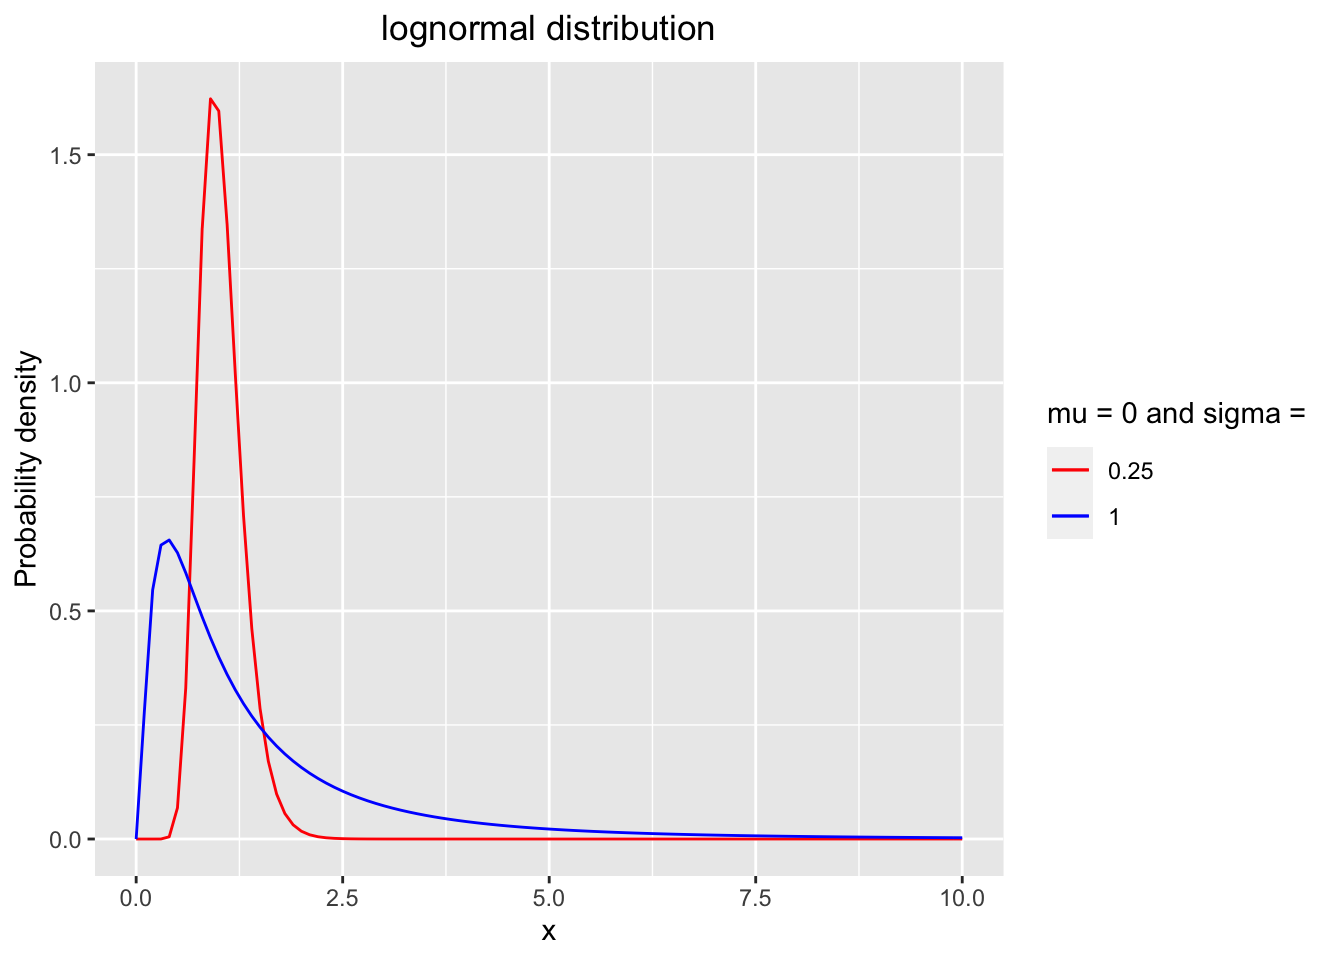 lognormal distribution
Probability density
1.5
1.0
0.5
0.0
0.0 2.5 5.0 7.5 10.0
x
mu = 0 and sigma =
0.25
1